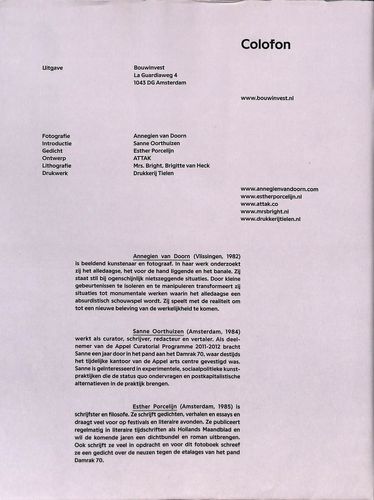 Colofon
Uitgave Bouwinvest
La Guardiaweg 4
1043 DG Amsterdam
www.bouwinvest.nl
Fotografie Annegien van Doorn
Introductie Sanne Oorthuizen
Gedicht Esther Porcelijn
Ontwerp ATTAK
Lithografie Mrs. Bright, Brigitte van Heck
Drukwerk Drukkerij Tielen
www.annegienvandoorn.com
www.estherporcelijn.nl
www.attak.co
www.mrsbright.nl
www.drukkerijtielen.nl
Annegien van Doorn (Vlissingen, 1982)
is beeldend kunstenaar en fotograaf. In haar werk onderzoekt
zij het alledaagse, het voor de hand liggende en het banale. Zij
staat stil bij ogenschijnlijk nietszeggende situaties. Door kleine
gebeurtenissen te isoleren en te manipuleren transformeert zij
situaties tot monumentale werken waarin het alledaagse een
absurdistisch schouwspel wordt. Zij speelt met de realiteit om
tot een nieuwe beleving van de werkelijkheid te komen.
Sanne Oorthuizen (Amsterdam, 1984)
werkt als curator, schrijver, redacteur en vertaler. Als deel-
nemer van de Appel Curatorial Programme 2011-2012 bracht
Sanne een jaar door in het pand aan het Damrak 70, waar destijds
het tijdelijke kantoor van de Appel arts centre gevestigd was.
Sanne is geïnteresseerd in experimentele, sociaalpolitieke kunst-
praktijken die de status quo ondervragen en postkapitalistische
alternatieven in de praktijk brengen.
Esther Porcelijn (Amsterdam, 1985) is
schrijfster en filosofe. Ze schrijft gedichten, verhalen en essays en
draagt veel voor op festivals en literaire avonden. Ze publiceert
regelmatig in literaire tijdschriften als Hollands Maandblad en
wil de komende jaren een dichtbundel en roman uitbrengen.
Ook schrijft ze veel in opdracht en voor dit fotoboek schreef
ze een gedicht over de neuzen tegen de etalages van het pand
Damrak 70.